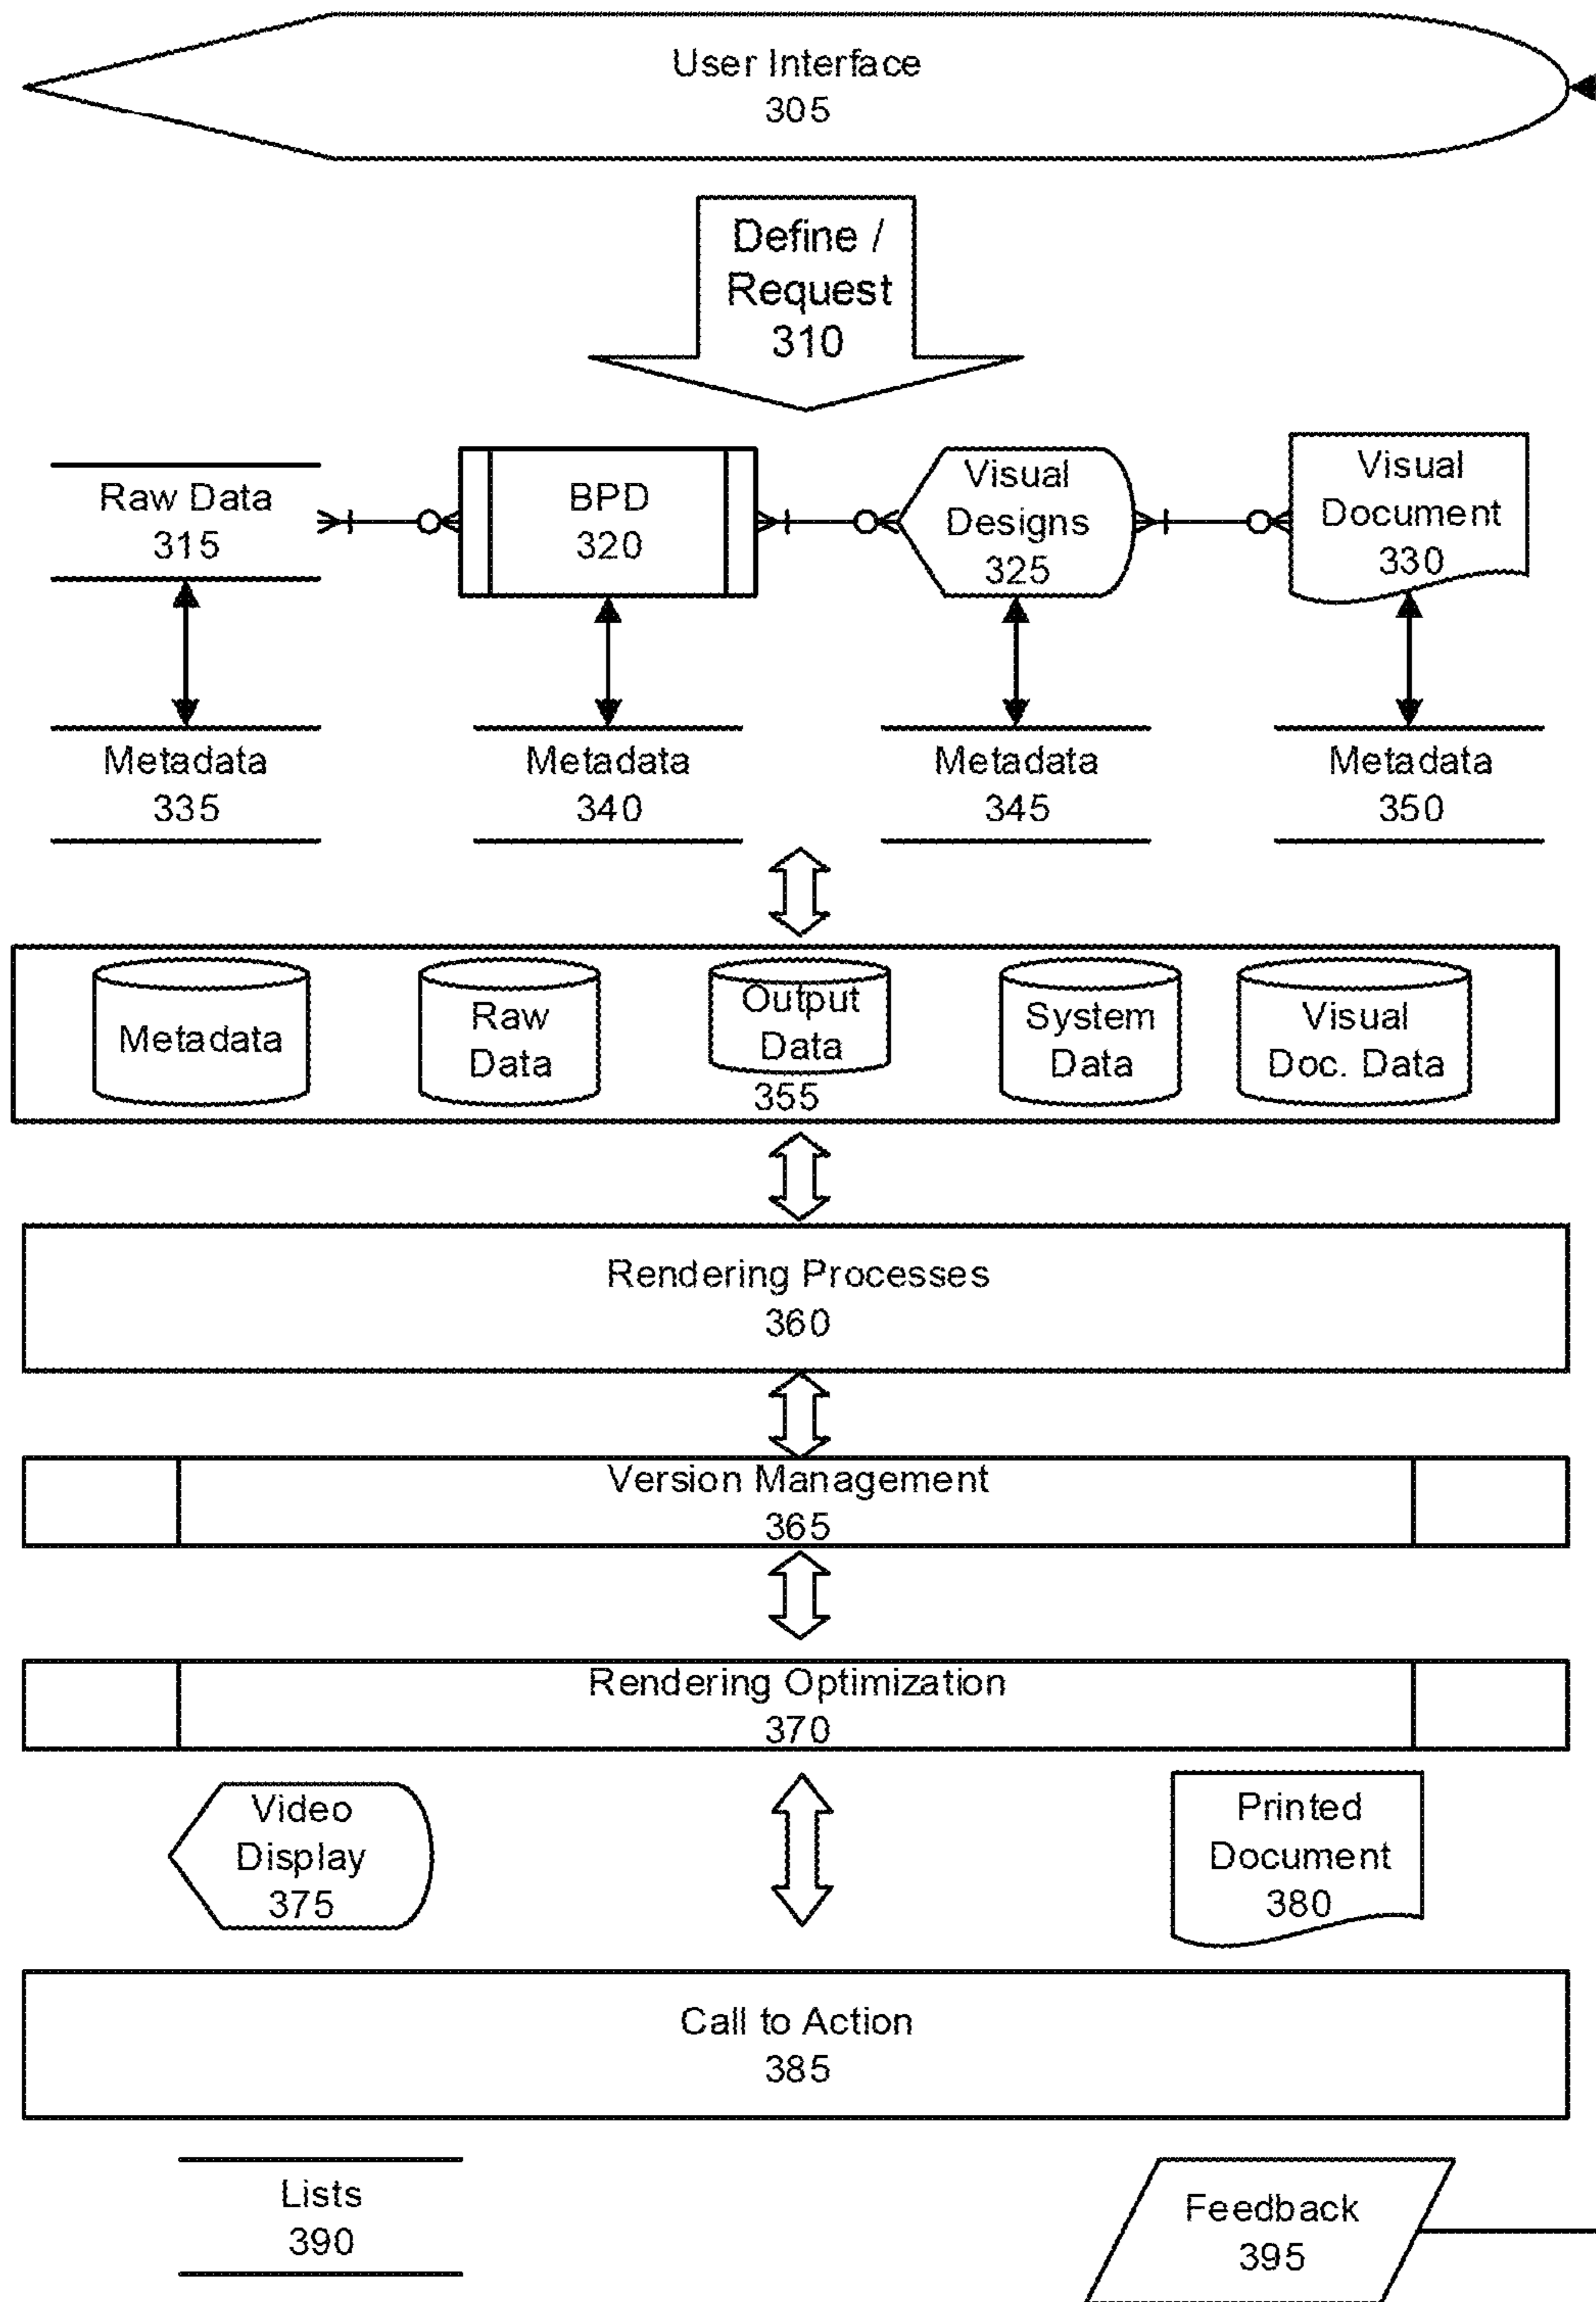 User Interface
305
Define /
Request
310
Raw Data
315
BPD
320
Visual
Designs
325
Visual
Document
330
Metadata
335
Metadata
340
Metadata
345
Metadata
350
Metadata
Raw
Data
Output
Data
355
System
Data
Visual
Doc. Data
Rendering Processes
360
Version Management
365
Rendering Optimization
370
Video
Display
375
Printed
Document
380
Call to Action
385
Lists
390
Feedback
395